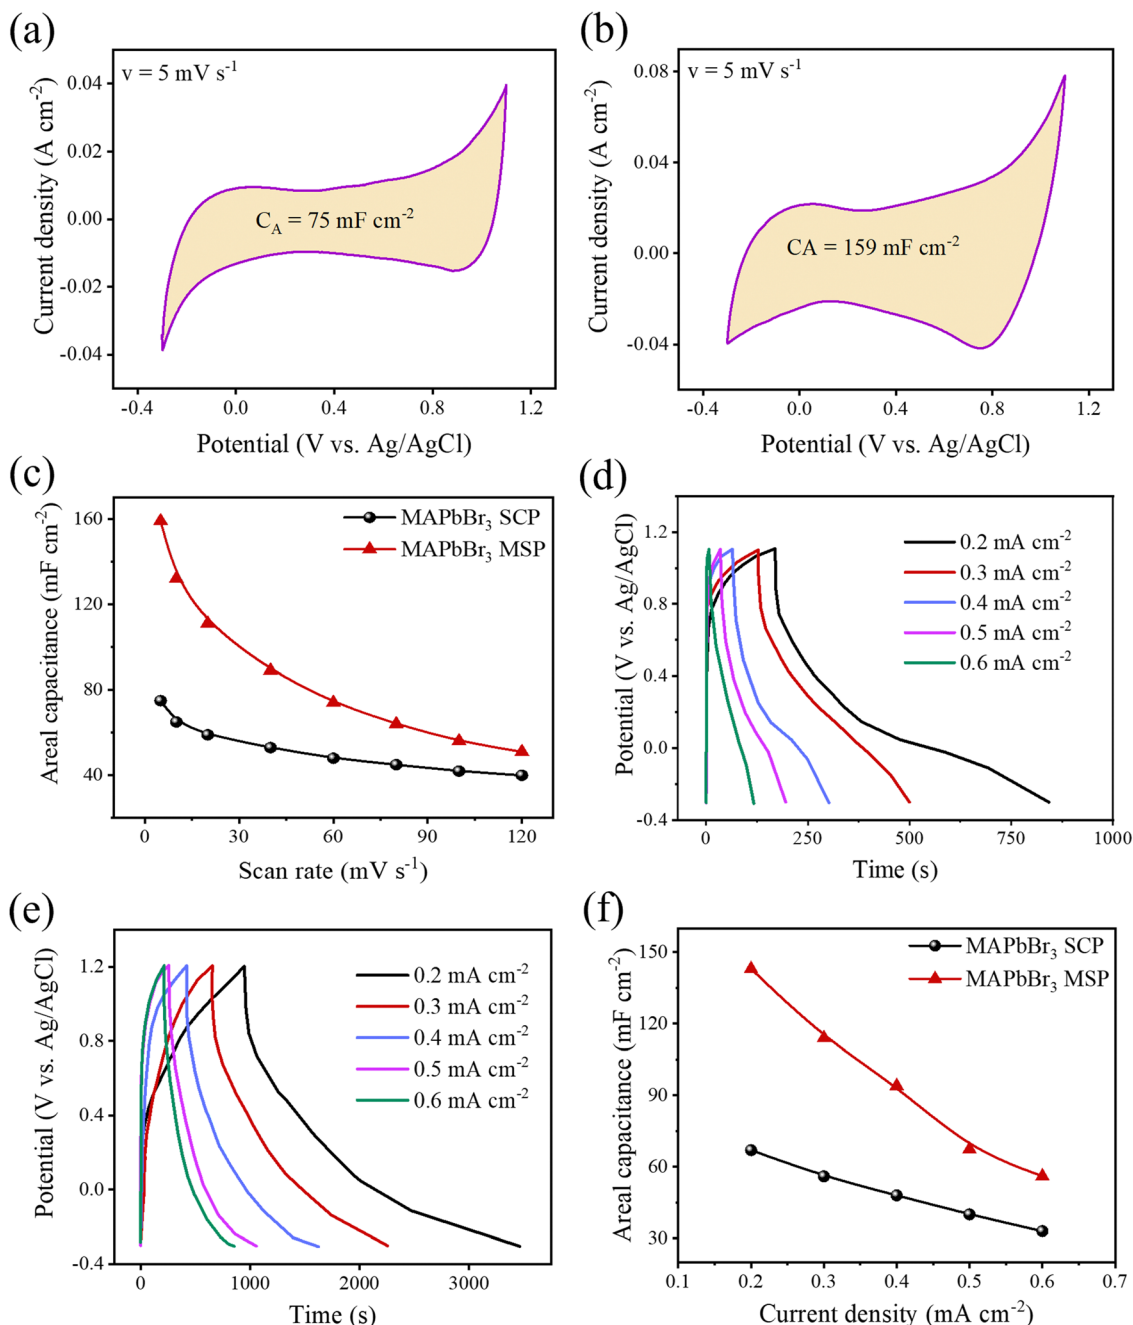 (a)
v = 5 mV s⁻¹
0.04
0.02
0.00
-0.02
-0.04
Current density (A cm⁻²)
C_A = 75 mF cm⁻²
-0.4 0.0 0.4 0.8 1.2
Potential (V vs. Ag/AgCl)
(b)
v = 5 mV s⁻¹
0.08
0.04
0.00
-0.04
Current density (A cm⁻²)
CA = 159 mF cm⁻²
-0.4 0.0 0.4 0.8 1.2
Potential (V vs. Ag/AgCl)
(c)
160
120
80
40
Areal capacitance (mF cm⁻²)
MAPbBr₃ SCP
MAPbBr₃ MSP
0 30 60 90 120
Scan rate (mV s⁻¹)
(d)
1.2
0.8
0.4
0.0
-0.4
Potential (V vs. Ag/AgCl)
0.2 mA cm⁻²
0.3 mA cm⁻²
0.4 mA cm⁻²
0.5 mA cm⁻²
0.6 mA cm⁻²
0 250 500 750 1000
Time (s)
(e)
1.2
0.8
0.4
0.0
-0.4
Potential (V vs. Ag/AgCl)
0.2 mA cm⁻²
0.3 mA cm⁻²
0.4 mA cm⁻²
0.5 mA cm⁻²
0.6 mA cm⁻²
0 1000 2000 3000
Time (s)
(f)
150
120
90
60
30
Areal capacitance (mF cm⁻²)
MAPbBr₃ SCP
MAPbBr₃ MSP
0.1 0.2 0.3 0.4 0.5 0.6 0.7
Current density (mA cm⁻²)